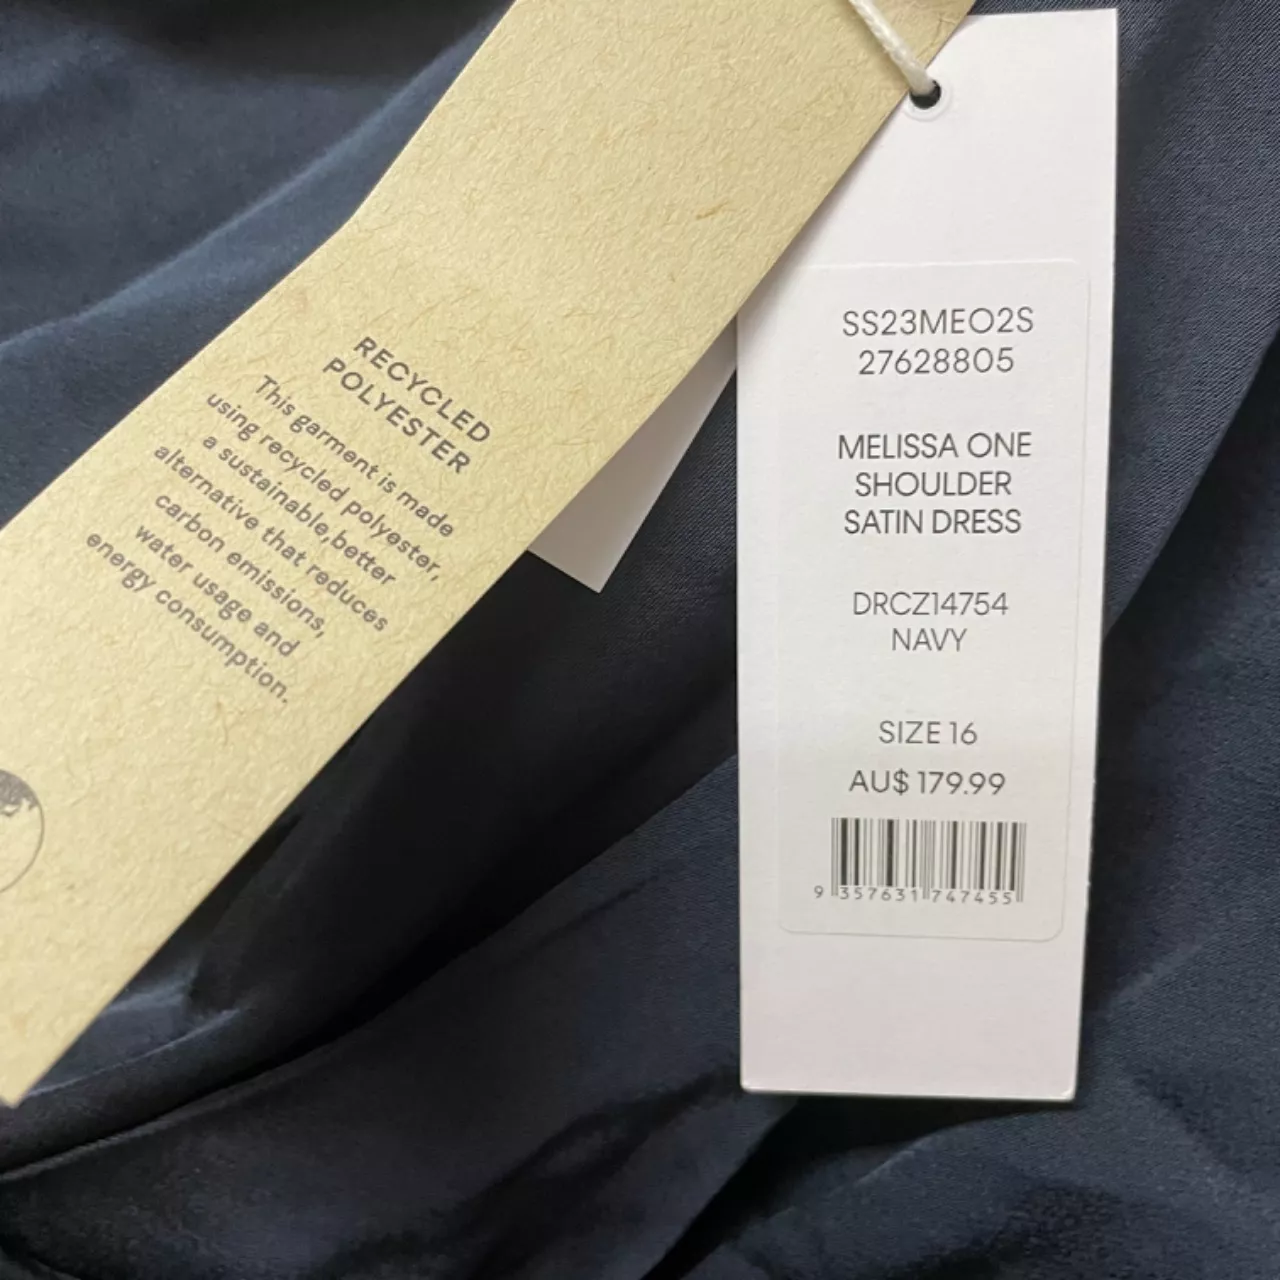 RECYCLED
POLYESTER
This garment is made
using recycled polyester,
a sustainable, better
alternative that reduces
carbon emissions,
water usage and
energy consumption.
SS23MEO2S
27628805
MELISSA ONE
SHOULDER
SATIN DRESS
DRCZ14754
NAVY
SIZE 16
AU$ 179.99
9 357631 747455